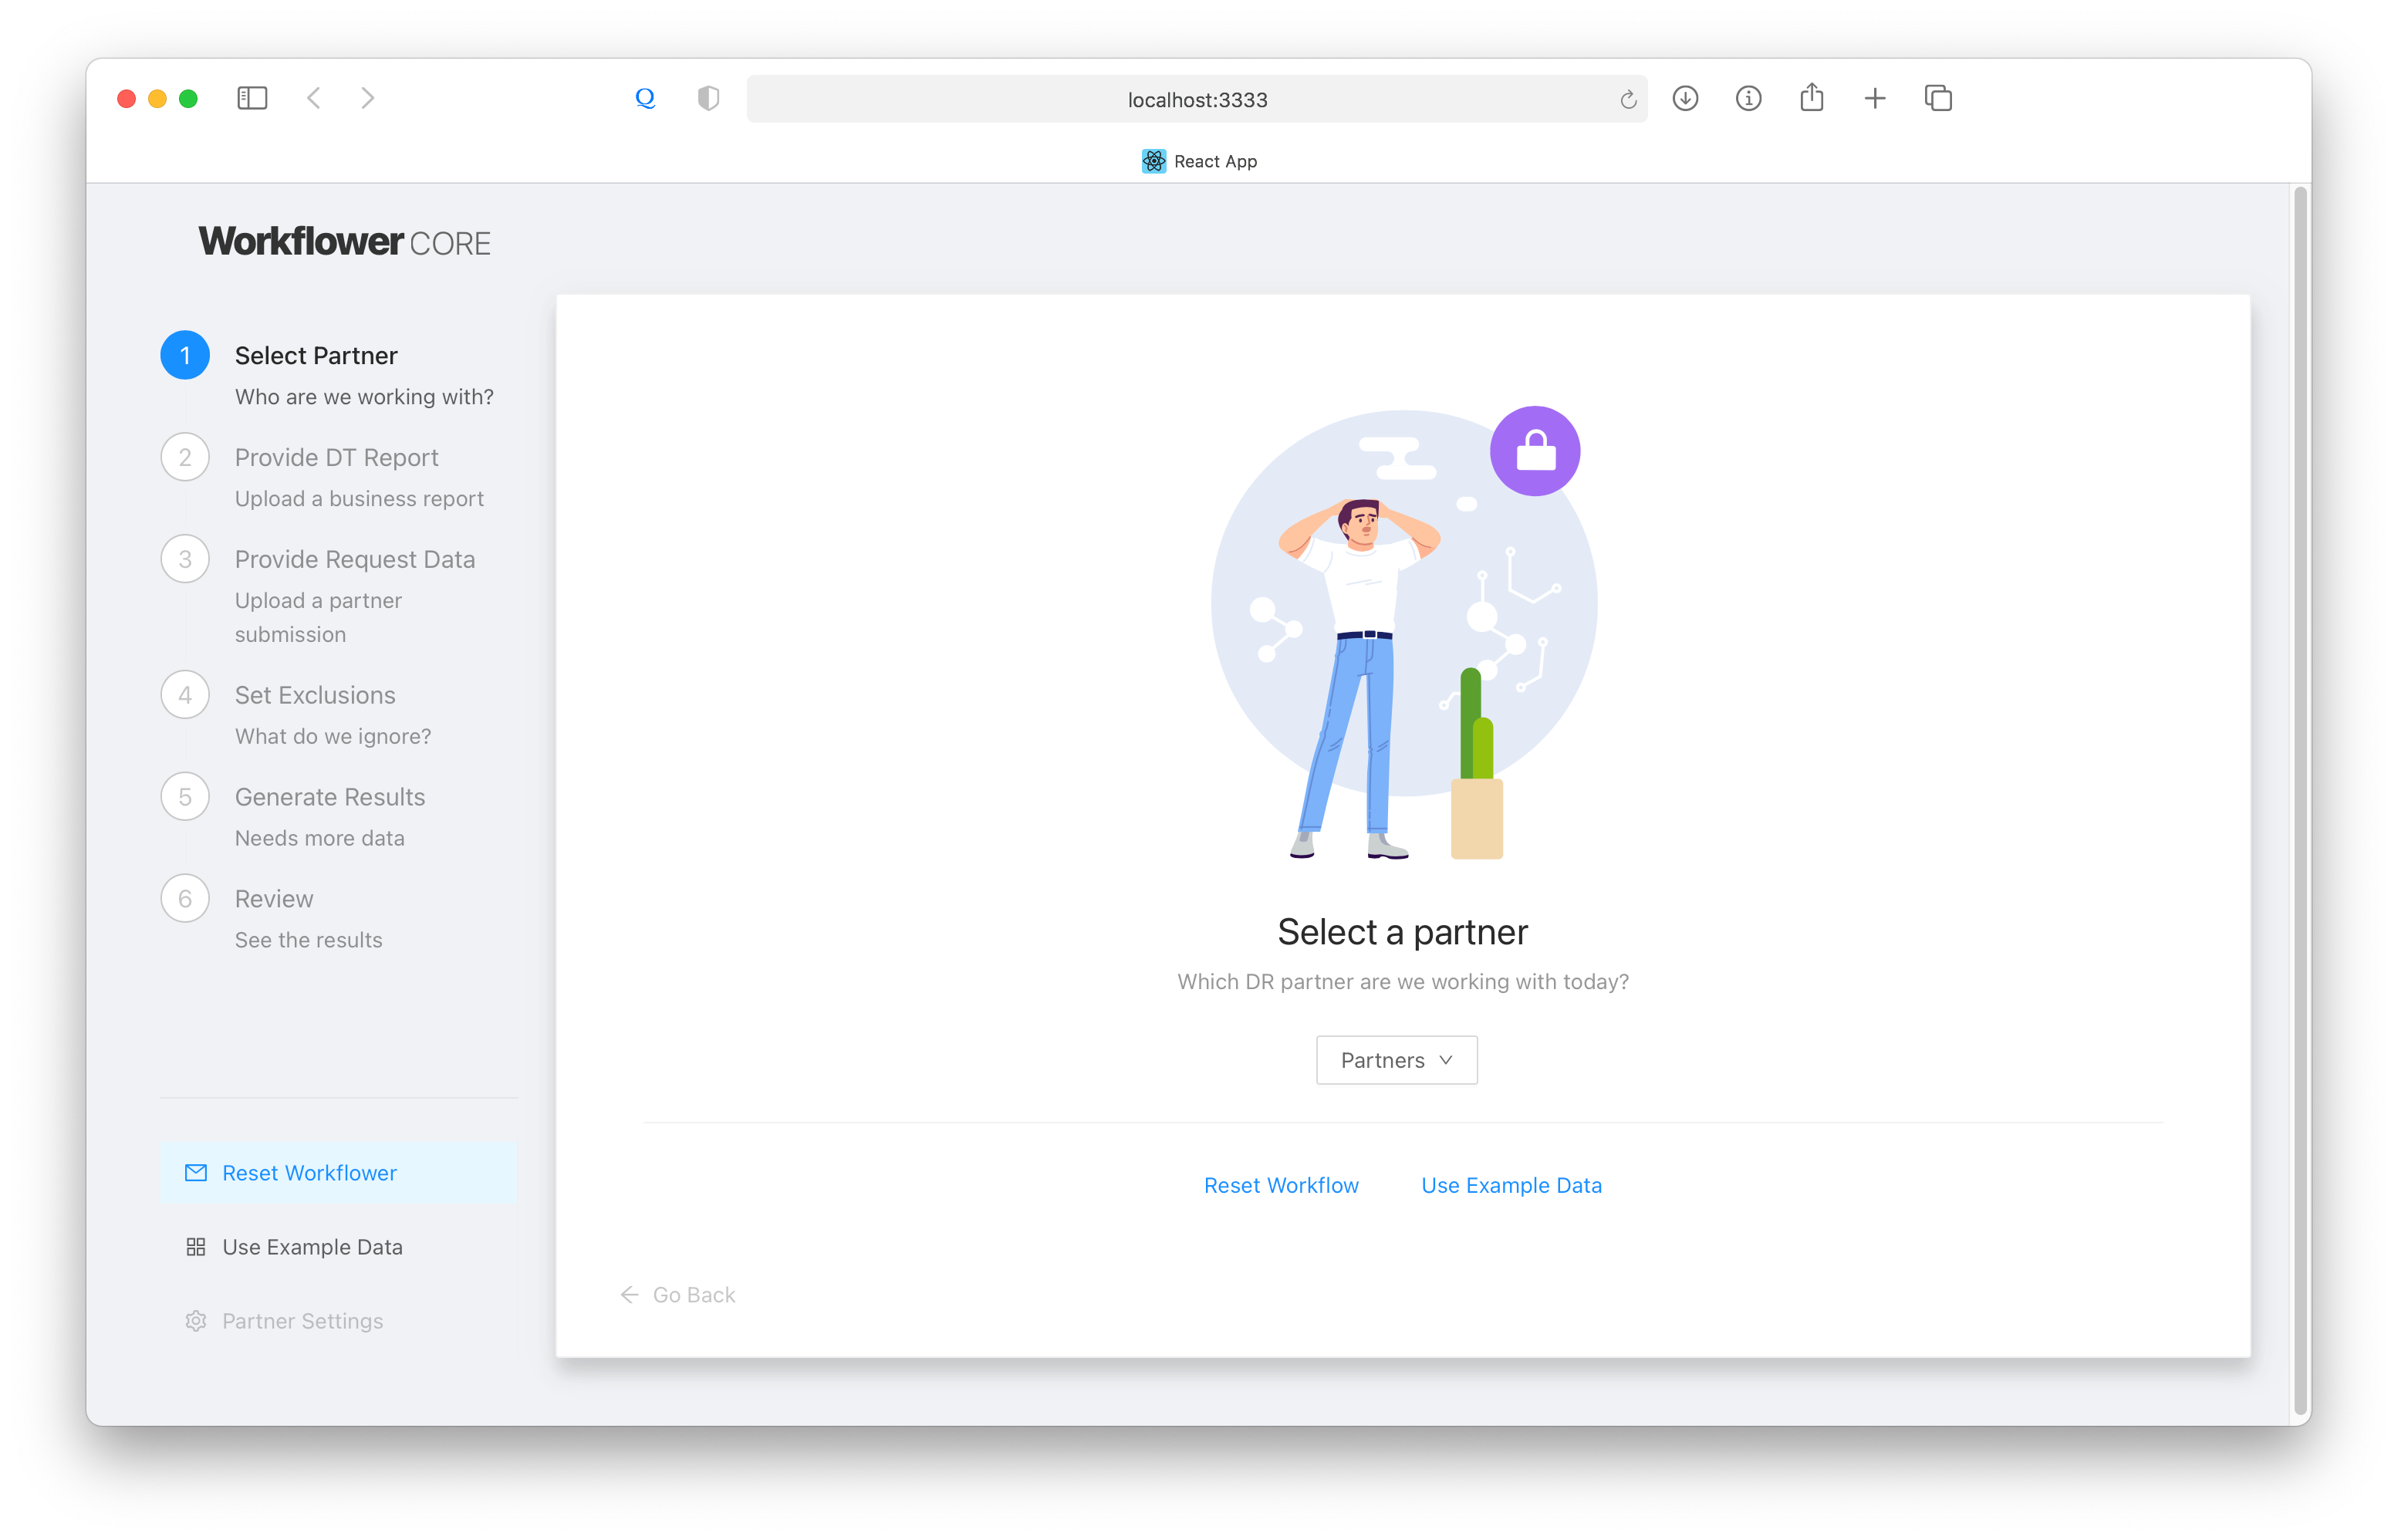 localhost:3333
React App
Workflower CORE
1
Select Partner
Who are we working with?
2
Provide DT Report
Upload a business report
3
Provide Request Data
Upload a partner
submission
4
Set Exclusions
What do we ignore?
5
Generate Results
Needs more data
6
Review
See the results
Reset Workflower
Use Example Data
Partner Settings
Select a partner
Which DR partner are we working with today?
Partners
Reset Workflow
Use Example Data
Go Back